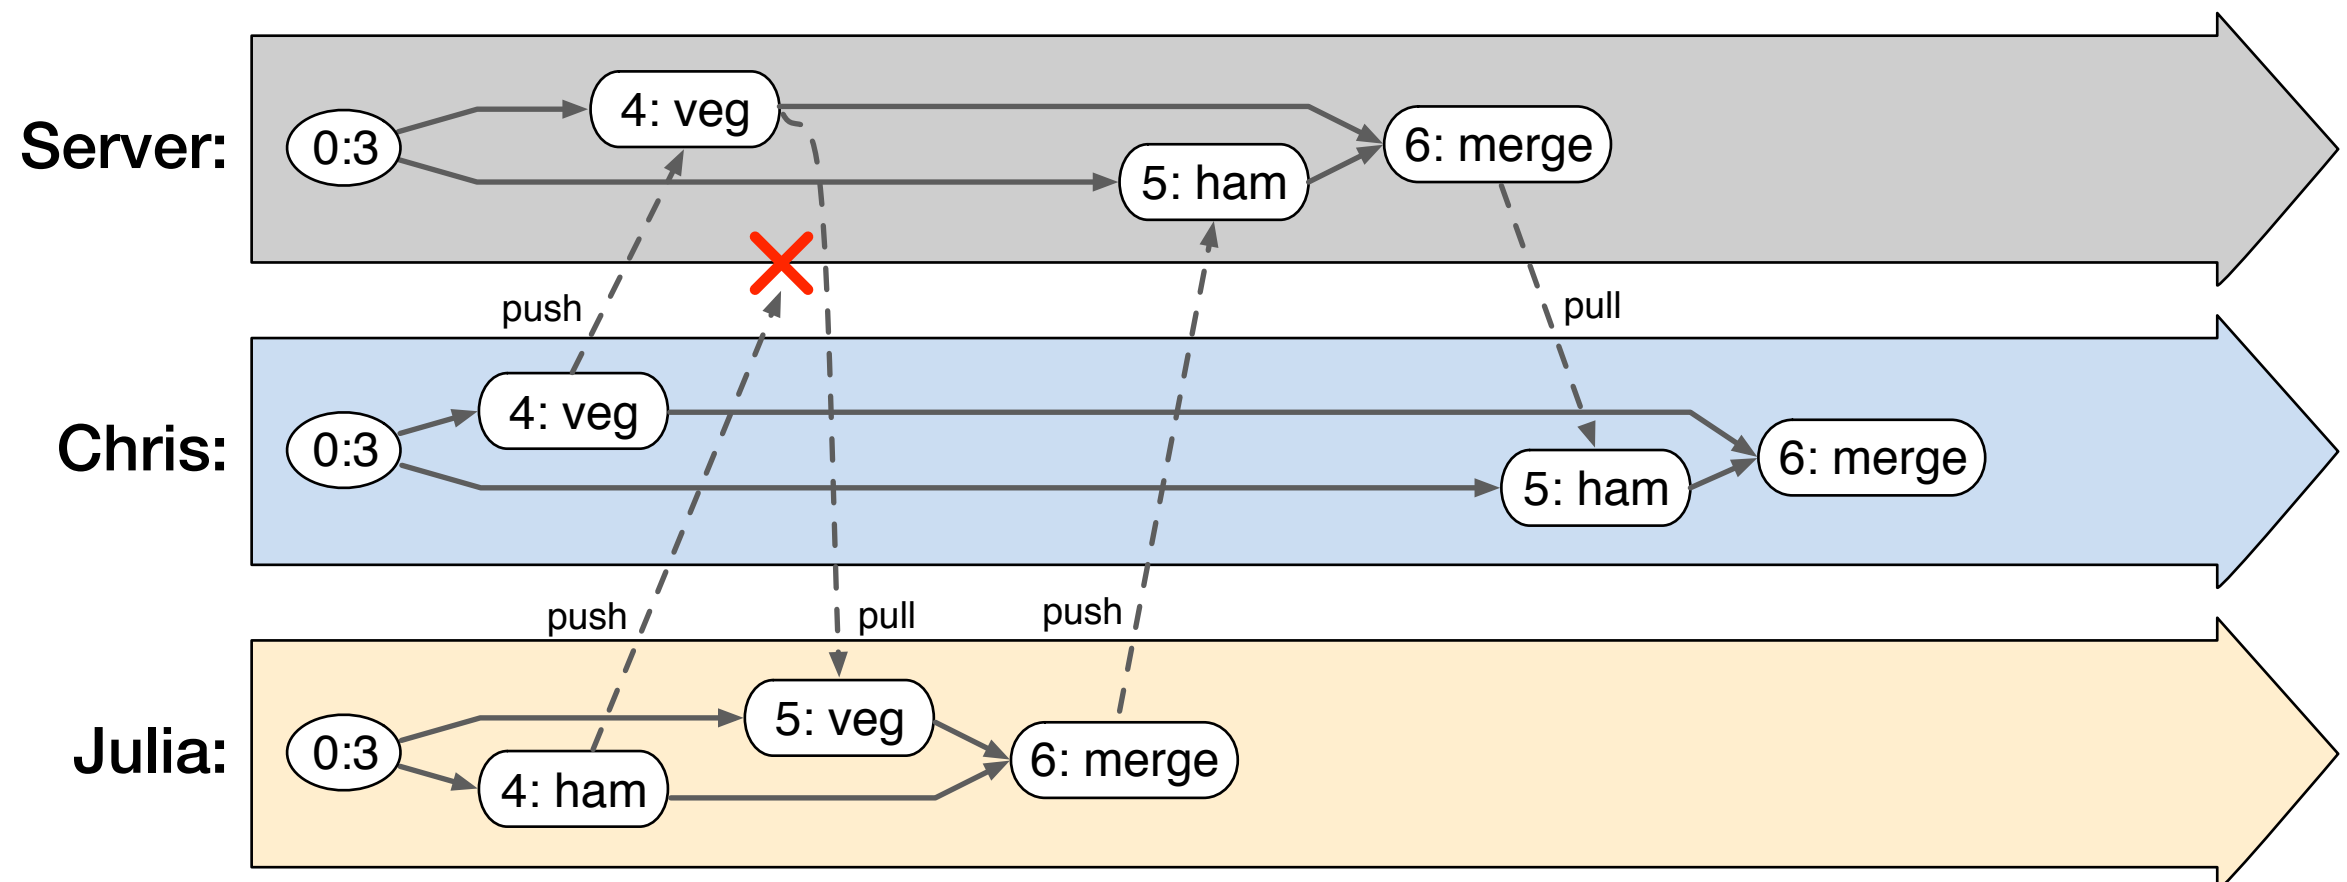 Server:
0:3
4: veg
5: ham
6: merge
push
pull
Chris:
0:3
4: veg
5: ham
6: merge
push
pull
push
Julia:
0:3
4: ham
5: veg
6: merge